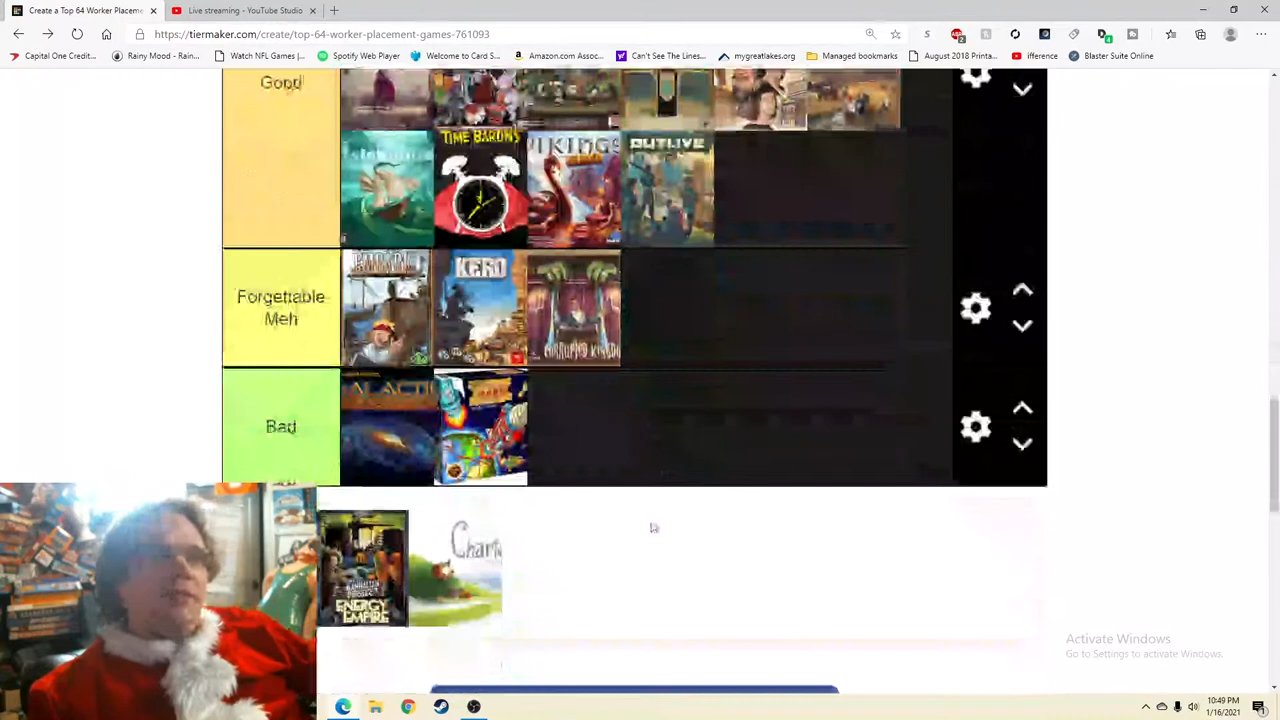 Create a Top 64 Worker Placeme
Live streaming - YouTube Studio
https://tiermaker.com/create/top-64-worker-placement-games-761093
Capital One Credit...
Rainy Mood - Rain...
Watch NFL Games |...
Spotify Web Player
Welcome to Card S...
Amazon.com Assoc...
Can't See The Lines...
mygreatlakes.org
Managed bookmarks
August 2018 Printa...
ifference
Blaster Suite Online
Good
TIME BARONS
VIKINGS
OUTLIVE
Forgettable
Meh
KERO
Bad
ENERGY
EMPIRE
Activate Windows
Go to Settings to activate Windows.
10:49 PM
1/16/2021